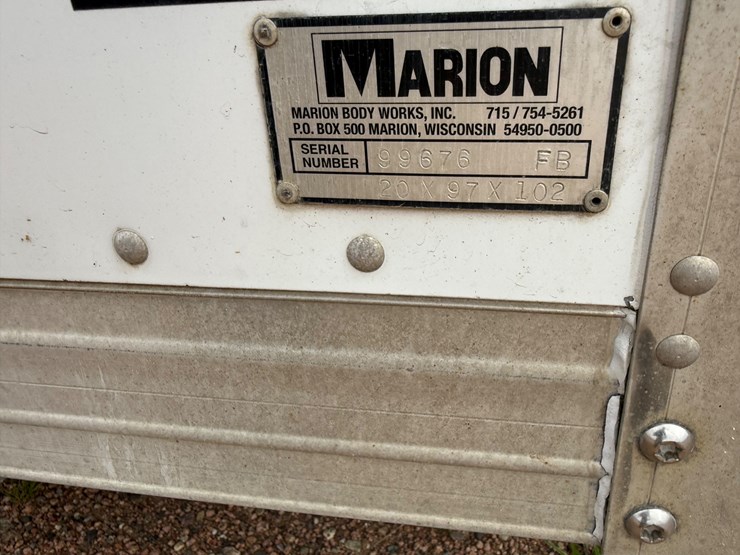 MARION
MARION BODY WORKS, INC. 715 / 754-5261
P.O. BOX 500 MARION, WISCONSIN 54950-0500
SERIAL
NUMBER 99676 FB
20 X 97 X 102